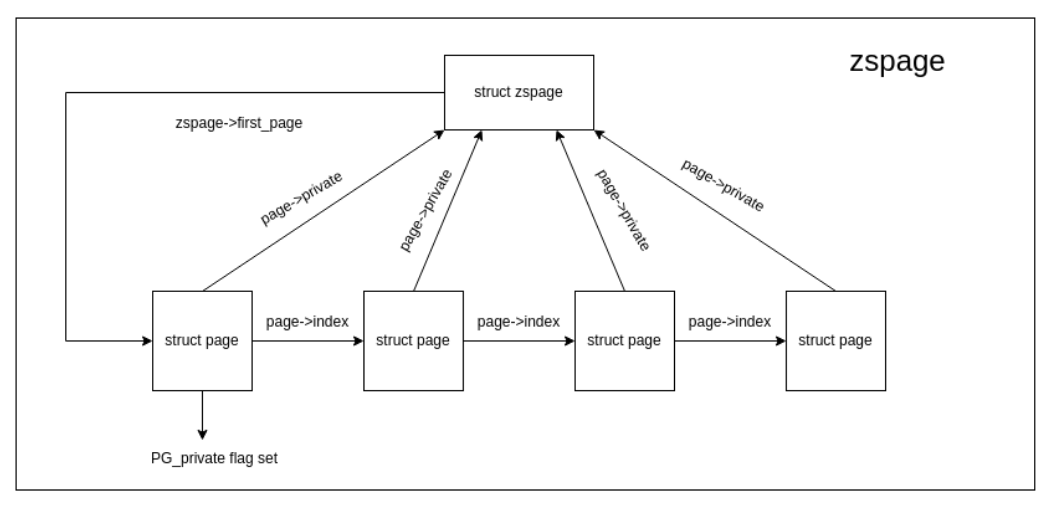 zspage
struct zspage
zspage->first_page
page->private
page->private
page->private
page->private
struct page
page->index
struct page
page->index
struct page
page->index
struct page
PG_private flag set